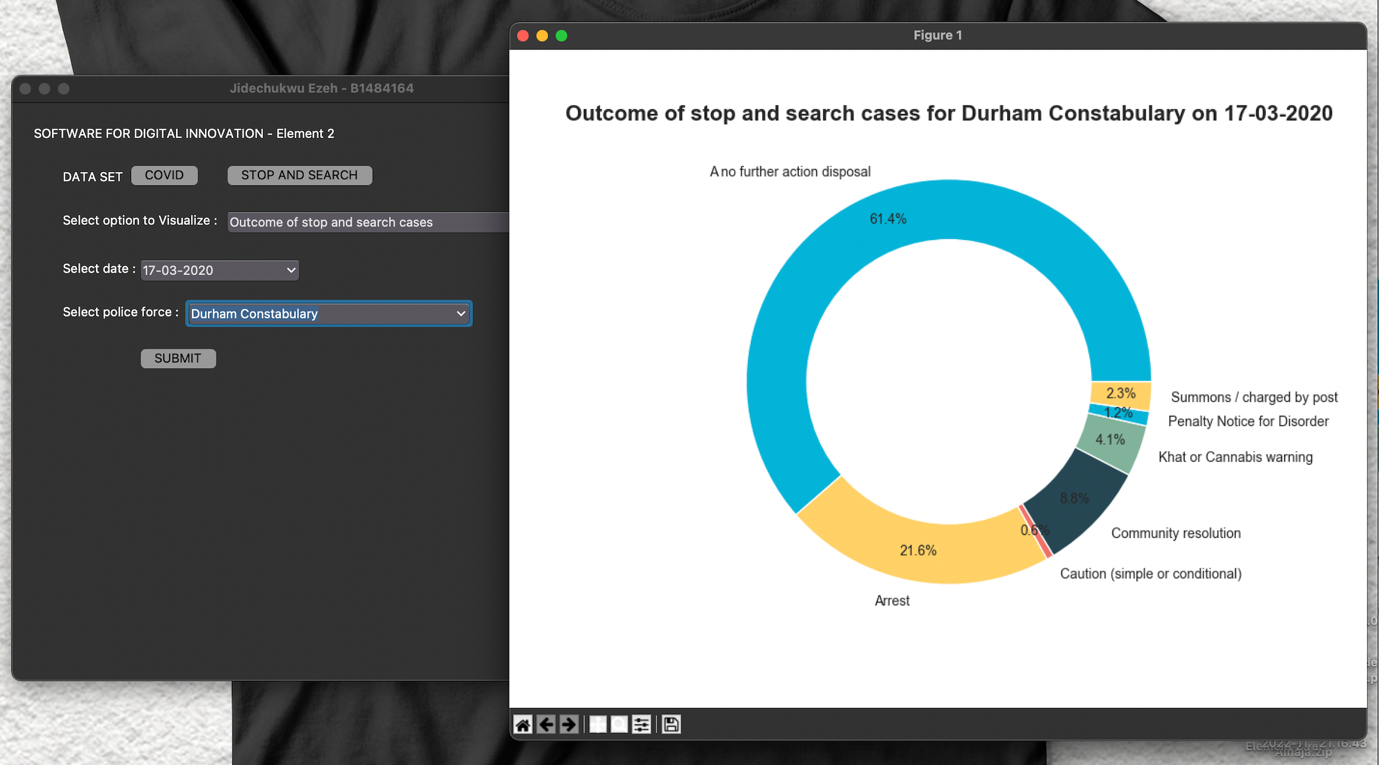 Jidechukwu Ezeh - B1484164
SOFTWARE FOR DIGITAL INNOVATION - Element 2
DATA SET COVID STOP AND SEARCH
Select option to Visualize : Outcome of stop and search cases
Select date : 17-03-2020
Select police force : Durham Constabulary
SUBMIT
Figure 1
Outcome of stop and search cases for Durham Constabulary on 17-03-2020
A no further action disposal
61.4%
2.3%
Summons / charged by post
1.2%
Penalty Notice for Disorder
4.1%
Khat or Cannabis warning
8.8%
Community resolution
0.6%
Caution (simple or conditional)
21.6%
Arrest